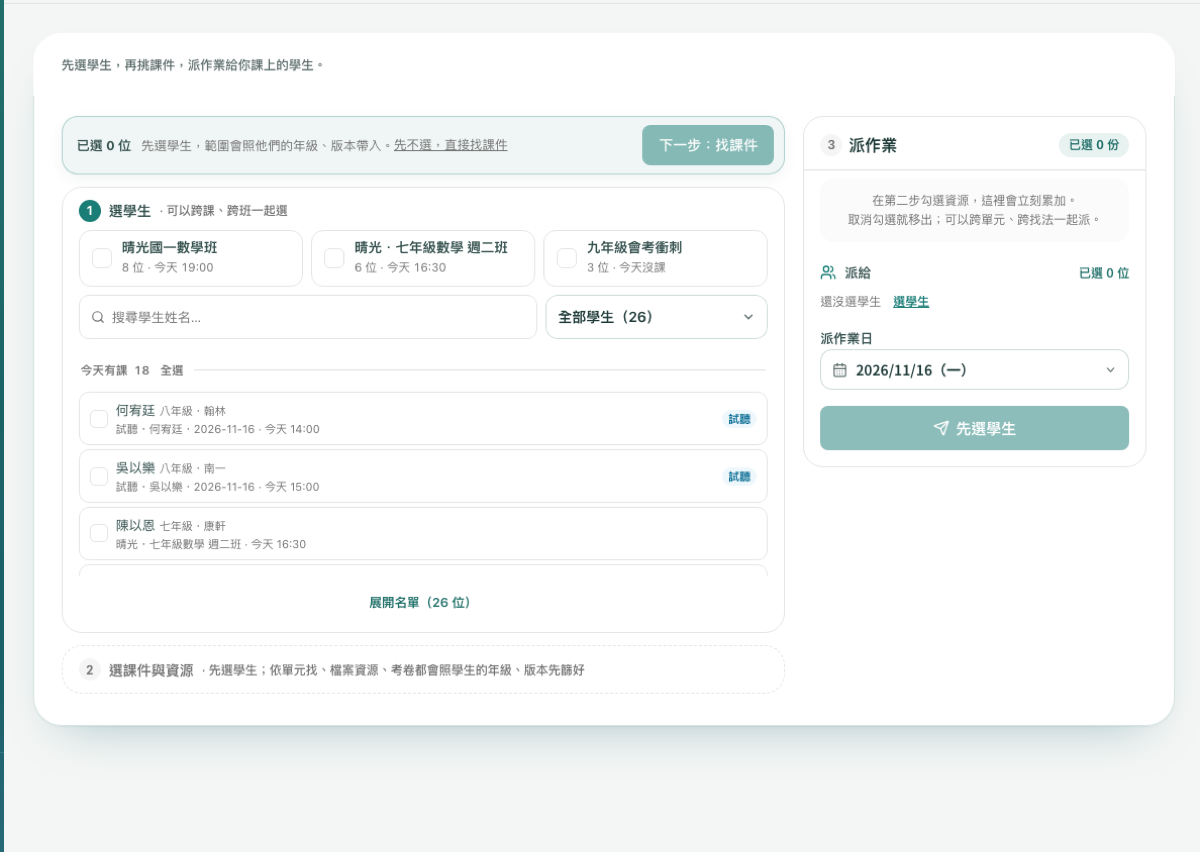 先選學生，再挑課件，派作業給你課上的學生。
已選 0 位 先選學生，範圍會照他們的年級、版本帶入。先不選，直接找課件
下一步：找課件
1 選學生 · 可以跨課、跨班一起選
晴光國一數學班
8 位 · 今天 19:00
晴光・七年級數學 週二班
6 位 · 今天 16:30
九年級會考衝刺
3 位 · 今天沒課
搜尋學生姓名...
全部學生（26）
今天有課 18 全選
何宥廷 八年級・翰林
試聽・何宥廷・2026-11-16 · 今天 14:00
試聽
吳以樂 八年級・南一
試聽・吳以樂・2026-11-16 · 今天 15:00
試聽
陳以恩 七年級・康軒
晴光・七年級數學 週二班 · 今天 16:30
展開名單（26 位）
2 選課件與資源 · 先選學生；依單元找、檔案資源、考卷都會照學生的年級、版本先篩好
3 派作業
已選 0 份
在第二步勾選資源，這裡會立刻累加。
取消勾選就移出；可以跨單元、跨找法一起派。
派給
已選 0 位
還沒選學生 選學生
派作業日
2026/11/16（一）
先選學生